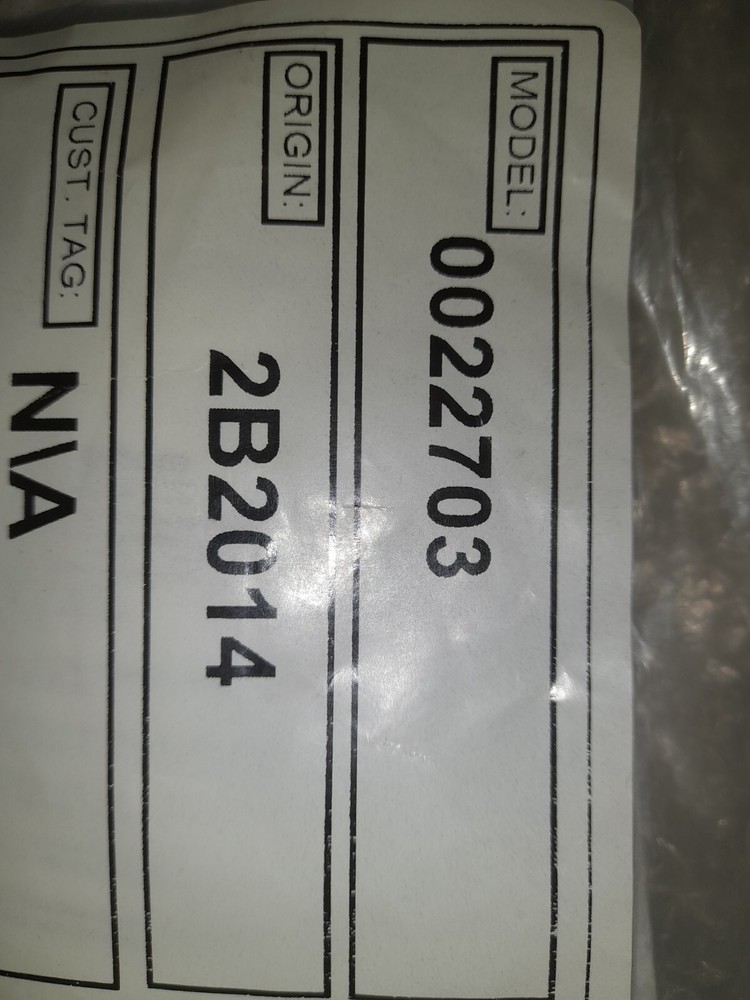 MODEL: 0022703
ORIGIN: 2B2014
CUST. TAG: N\A